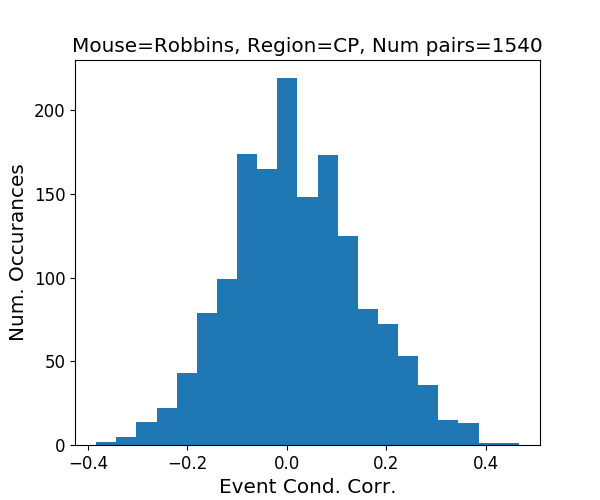 Mouse=Robbins, Region=CP, Num pairs=1540
Num. Occurances
200
150
100
50
0
−0.4 −0.2 0.0 0.2 0.4
Event Cond. Corr.